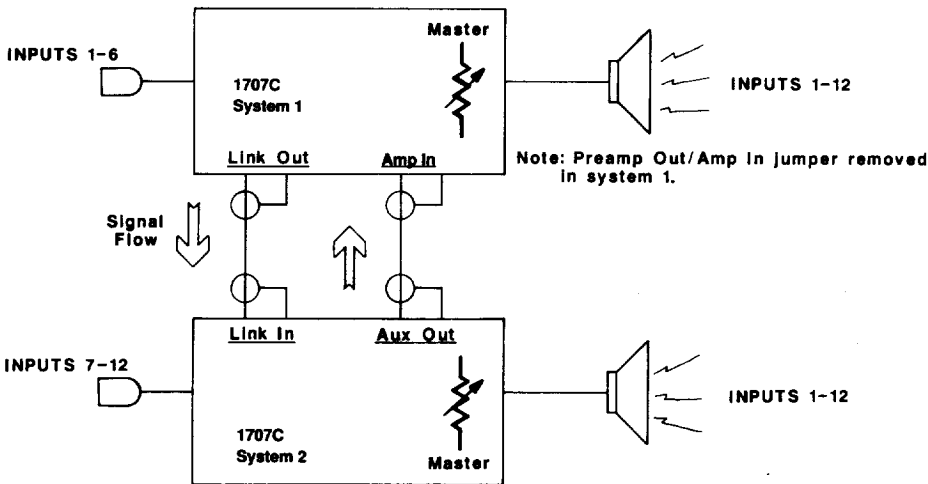 Master
INPUTS 1-6
1707C
System 1
INPUTS 1-12
Link Out
Amp In
Note: Preamp Out/Amp In jumper removed
in system 1.
Signal
Flow
Link In
Aux Out
INPUTS 7-12
INPUTS 1-12
1707C
System 2
Master